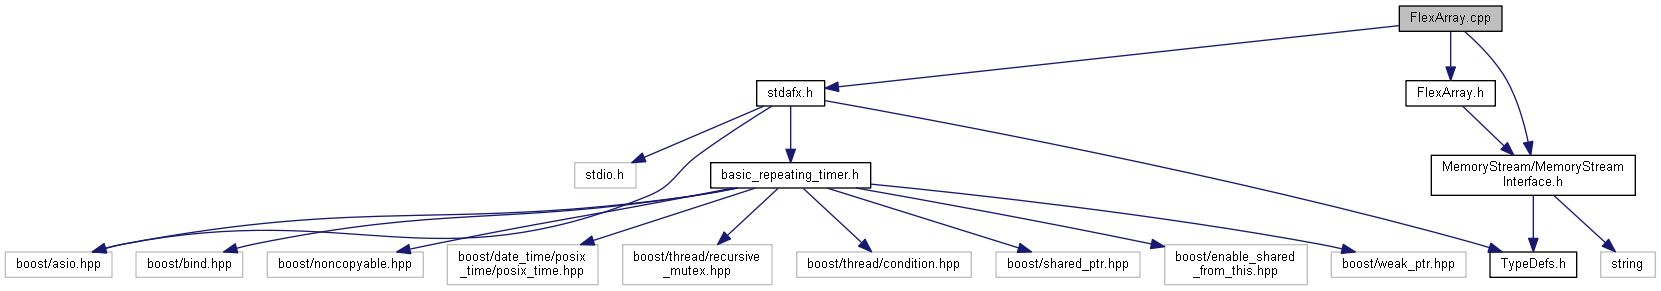 FlexArray.cpp
stdafx.h
FlexArray.h
stdio.h
basic_repeating_timer.h
MemoryStream/MemoryStream
Interface.h
boost/asio.hpp
boost/bind.hpp
boost/noncopyable.hpp
boost/date_time/posix
_time/posix_time.hpp
boost/thread/recursive
_mutex.hpp
boost/thread/condition.hpp
boost/shared_ptr.hpp
boost/enable_shared
_from_this.hpp
boost/weak_ptr.hpp
TypeDefs.h
string